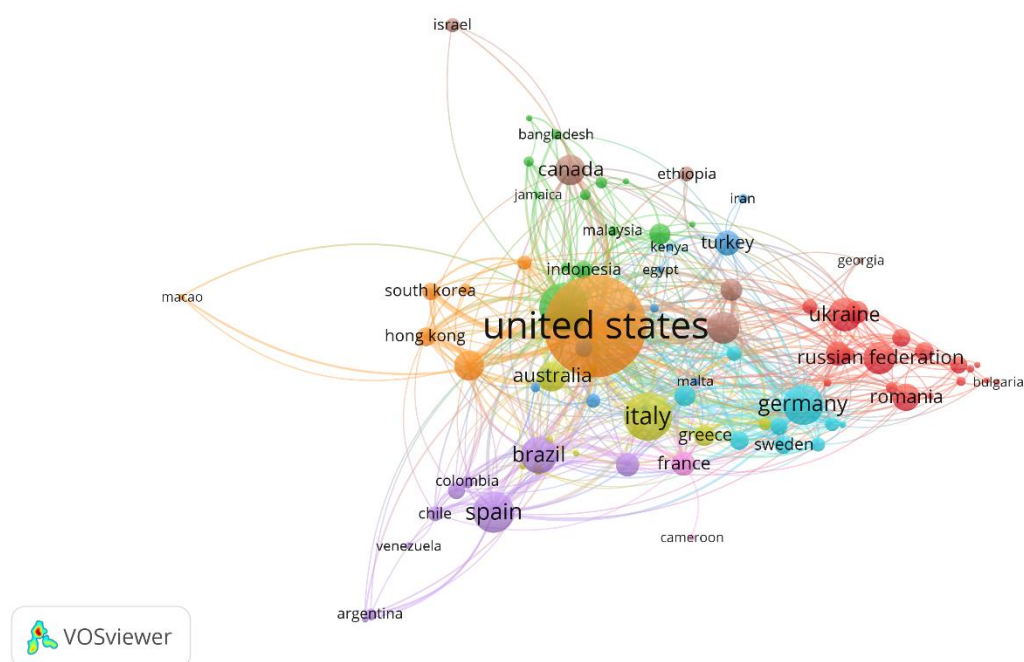 israel
bangladesh
canada
jamaica
ethiopia
iran
malaysia
kenya
turkey
indonesia
egypt
georgia
south korea
macao
ukraine
hong kong
united states
russian federation
australia
malta
bulgaria
romania
germany
italy
greece
sweden
brazil
france
colombia
spain
chile
cameroon
venezuela
argentina
VOSviewer